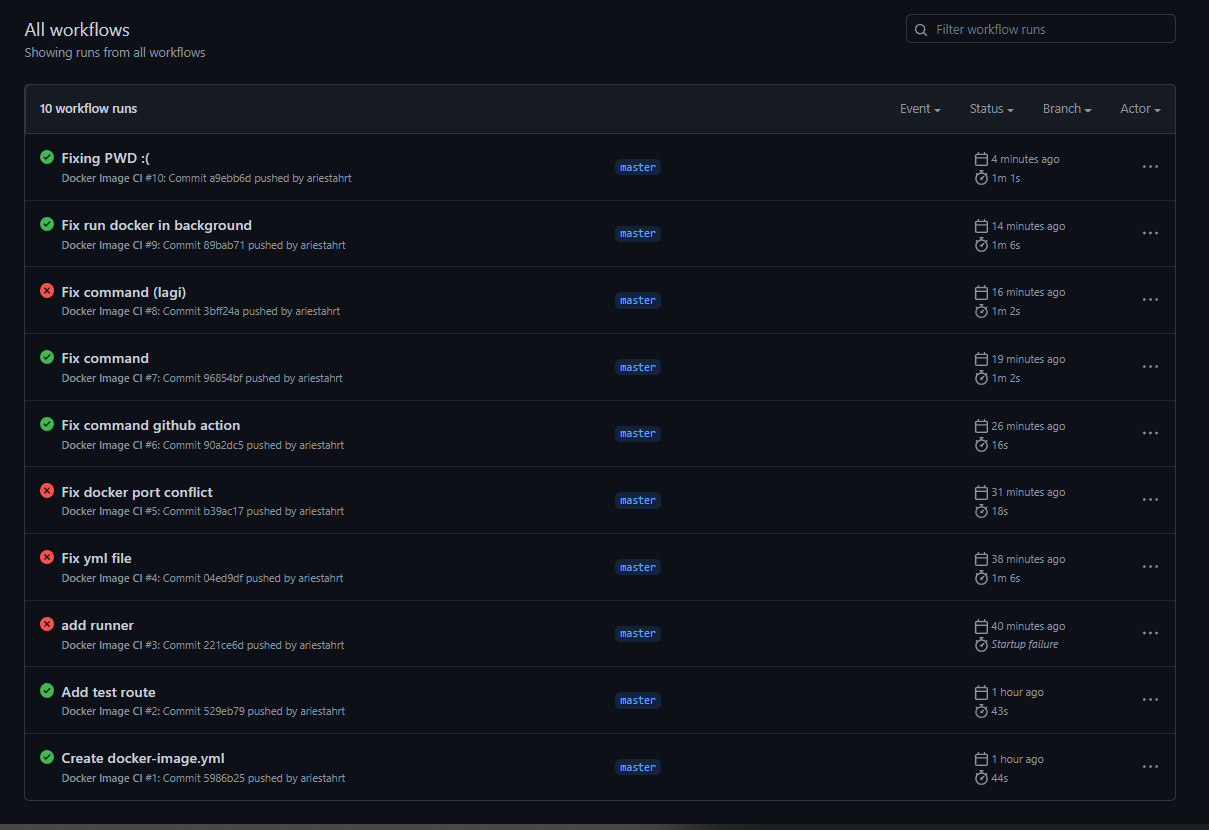 All workflows
Showing runs from all workflows
Filter workflow runs
10 workflow runs
Event
Status
Branch
Actor
Fixing PWD :(
Docker Image CI #10: Commit a9ebb6d pushed by ariestahrt
master
4 minutes ago
1m 1s
Fix run docker in background
Docker Image CI #9: Commit 89bab71 pushed by ariestahrt
master
14 minutes ago
1m 6s
Fix command (lagi)
Docker Image CI #8: Commit 3bff24a pushed by ariestahrt
master
16 minutes ago
1m 2s
Fix command
Docker Image CI #7: Commit 96854bf pushed by ariestahrt
master
19 minutes ago
1m 2s
Fix command github action
Docker Image CI #6: Commit 90a2dc5 pushed by ariestahrt
master
26 minutes ago
16s
Fix docker port conflict
Docker Image CI #5: Commit b39ac17 pushed by ariestahrt
master
31 minutes ago
18s
Fix yml file
Docker Image CI #4: Commit 04ed9df pushed by ariestahrt
master
38 minutes ago
1m 6s
add runner
Docker Image CI #3: Commit 221ce6d pushed by ariestahrt
master
40 minutes ago
Startup failure
Add test route
Docker Image CI #2: Commit 529eb79 pushed by ariestahrt
master
1 hour ago
43s
Create docker-image.yml
Docker Image CI #1: Commit 5986b25 pushed by ariestahrt
master
1 hour ago
44s